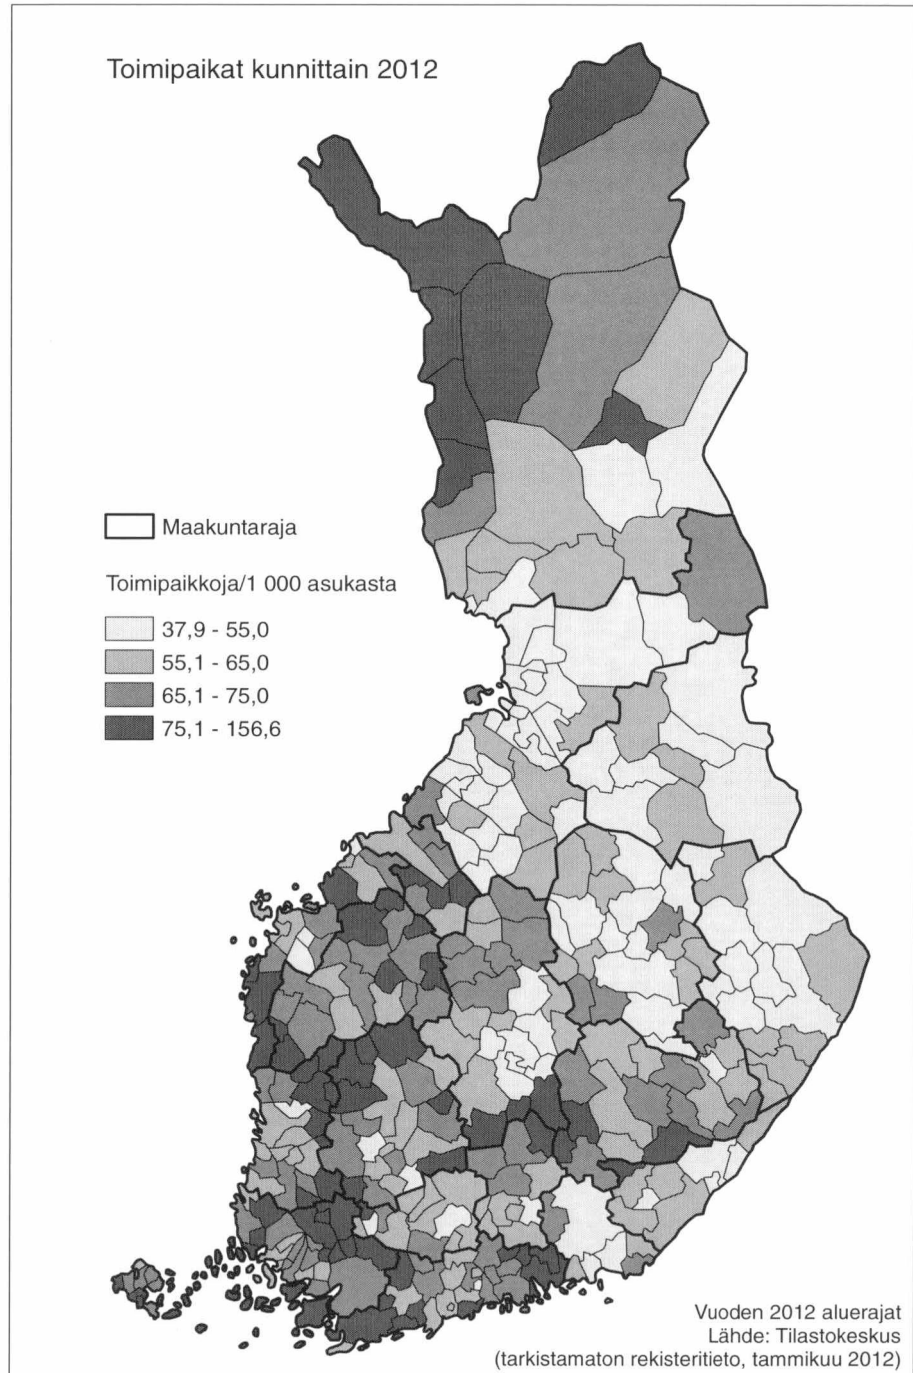 Toimipaikat kunnittain 2012
Maakuntaraja
Toimipaikkoja/1 000 asukasta
37,9 - 55,0
55,1 - 65,0
65,1 - 75,0
75,1 - 156,6
Vuoden 2012 aluerajat
Lähde: Tilastokeskus
(tarkistamaton rekisteritieto, tammikuu 2012)